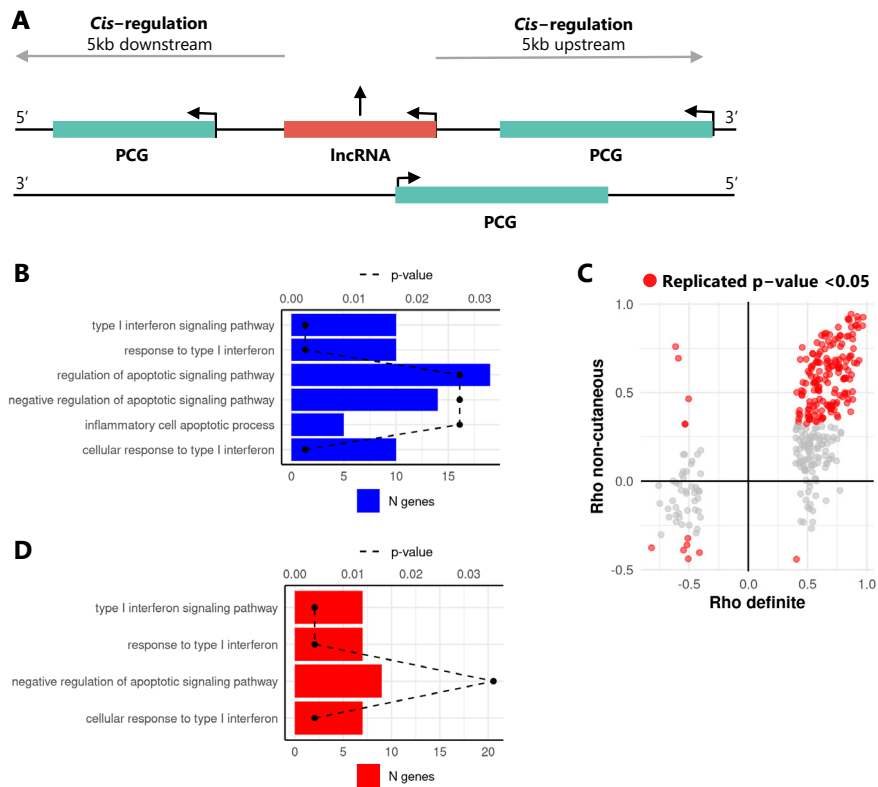 A
Cis−regulation
5kb downstream
Cis−regulation
5kb upstream
5′
3′
PCG
lncRNA
PCG
3′
5′
PCG
B
p−value
0.00 0.01 0.02 0.03
type I interferon signaling pathway
response to type I interferon
regulation of apoptotic signaling pathway
negative regulation of apoptotic signaling pathway
inflammatory cell apoptotic process
cellular response to type I interferon
0 5 10 15
N genes
C
Replicated p−value <0.05
Rho non−cutaneous
1.0
0.5
0.0
-0.5
-0.5 0.0 0.5 1.0
Rho definite
D
p−value
0.00 0.01 0.02 0.03
type I interferon signaling pathway
response to type I interferon
negative regulation of apoptotic signaling pathway
cellular response to type I interferon
0 5 10 15 20
N genes